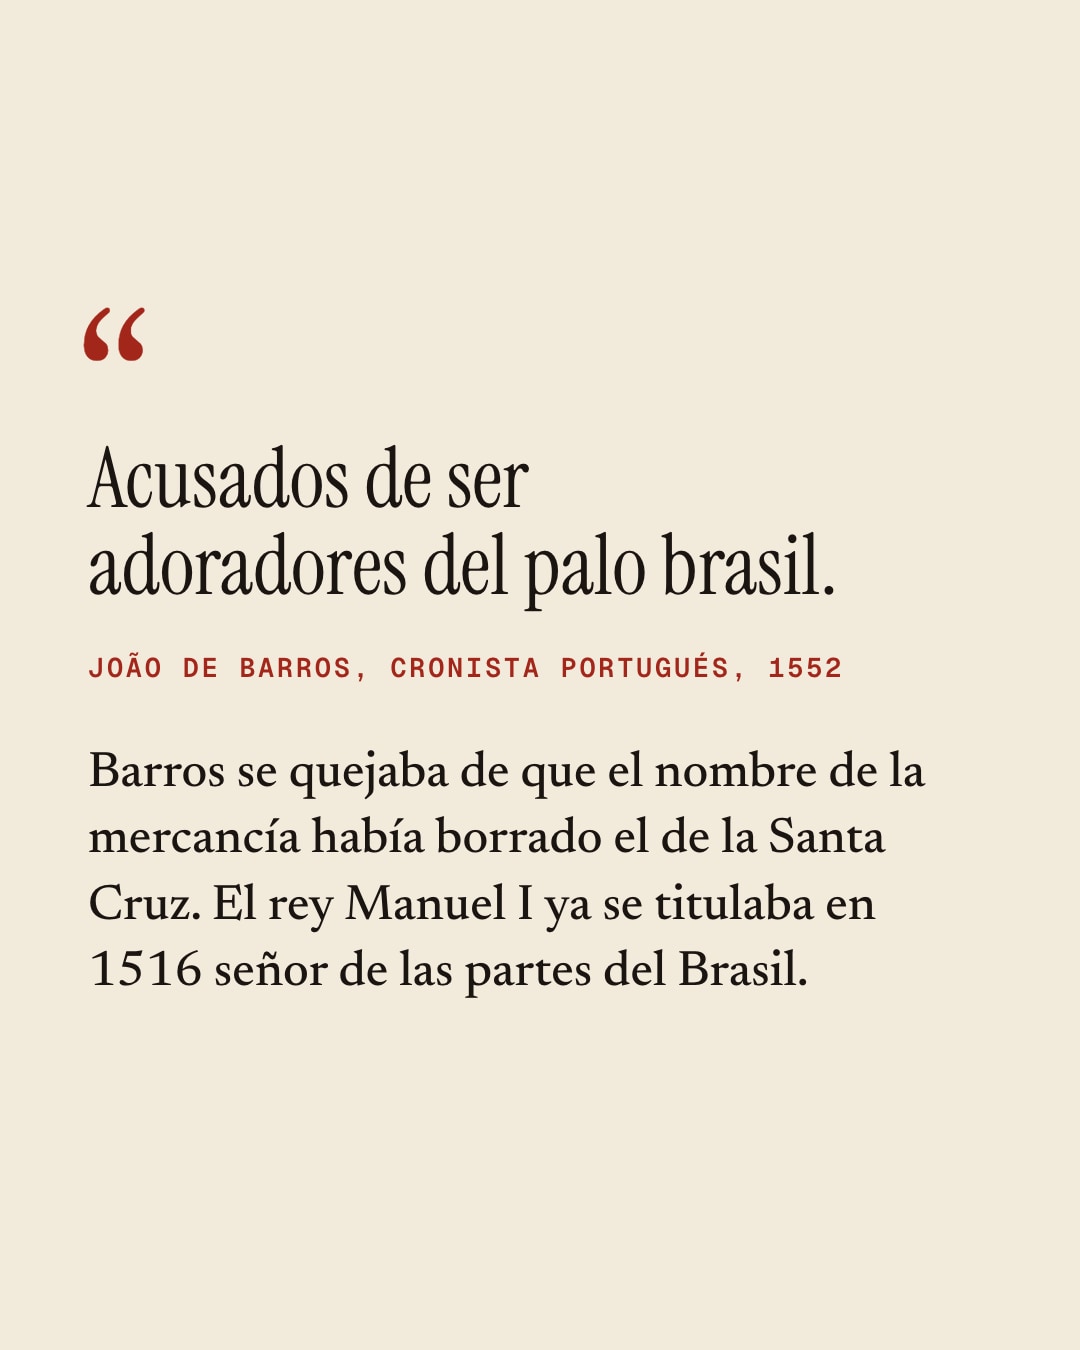 “
Acusados de ser
adoradores del palo brasil.
JOÃO DE BARROS, CRONISTA PORTUGUÉS, 1552
Barros se quejaba de que el nombre de la
mercancía había borrado el de la Santa
Cruz. El rey Manuel I ya se titulaba en
1516 señor de las partes del Brasil.